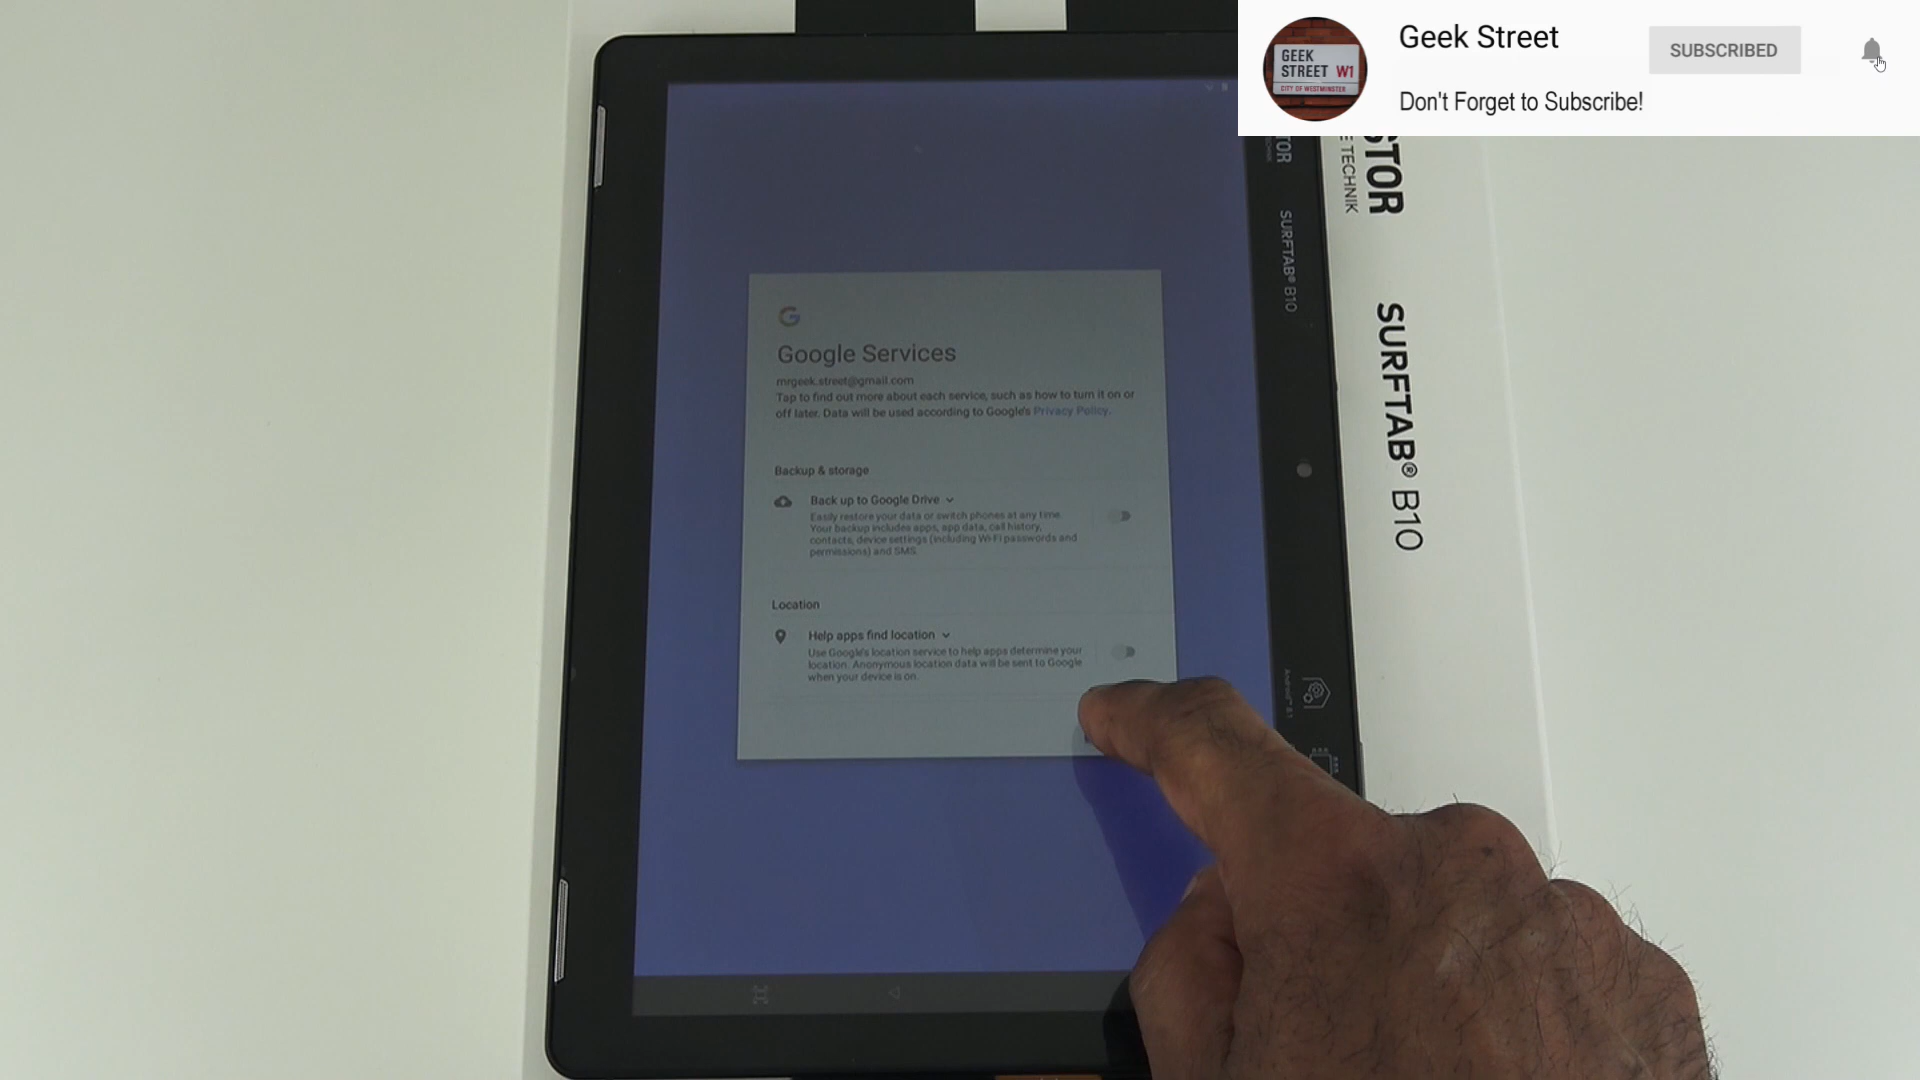 Geek Street
SUBSCRIBED
Don't Forget to Subscribe!
GEEK
STREET W1
CITY OF WESTMINSTER
Google Services
mrgeek.street@gmail.com
Tap to find out more about each service, such as how to turn it on or
off later. Data will be used according to Google's Privacy Policy.
Backup & storage
Back up to Google Drive
Easily restore your data or switch phones at any time.
Your backup includes apps, app data, call history,
contacts, device settings (including Wi-Fi passwords and
permissions) and SMS.
Location
Help apps find location
Use Google's location service to help apps determine your
location. Anonymous location data will be sent to Google
when your device is on.
TOR
SURFTAB® B10
Android™ 8.1
STOR
E TECHNIK
SURFTAB® B10